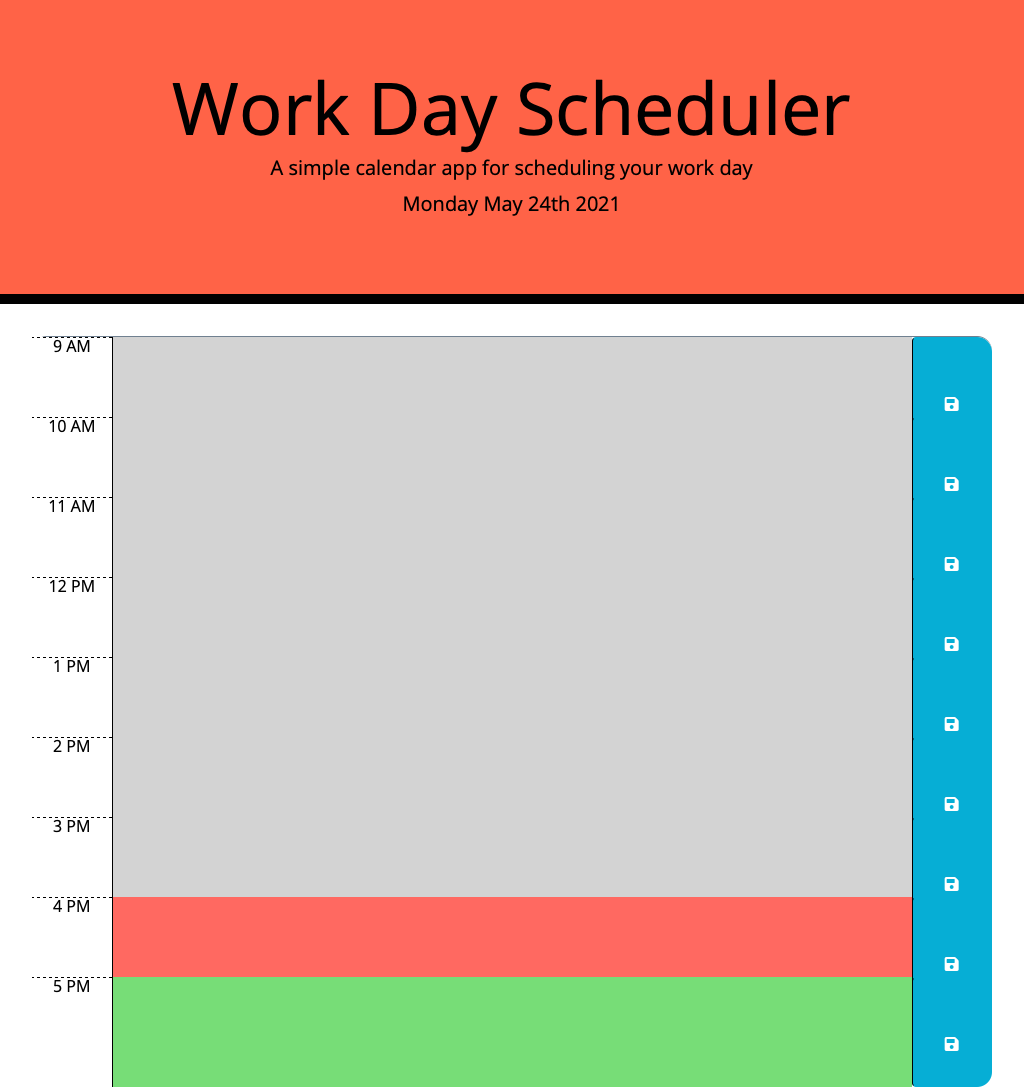 Work Day Scheduler
A simple calendar app for scheduling your work day
Monday May 24th 2021
9 AM
10 AM
11 AM
12 PM
1 PM
2 PM
3 PM
4 PM
5 PM